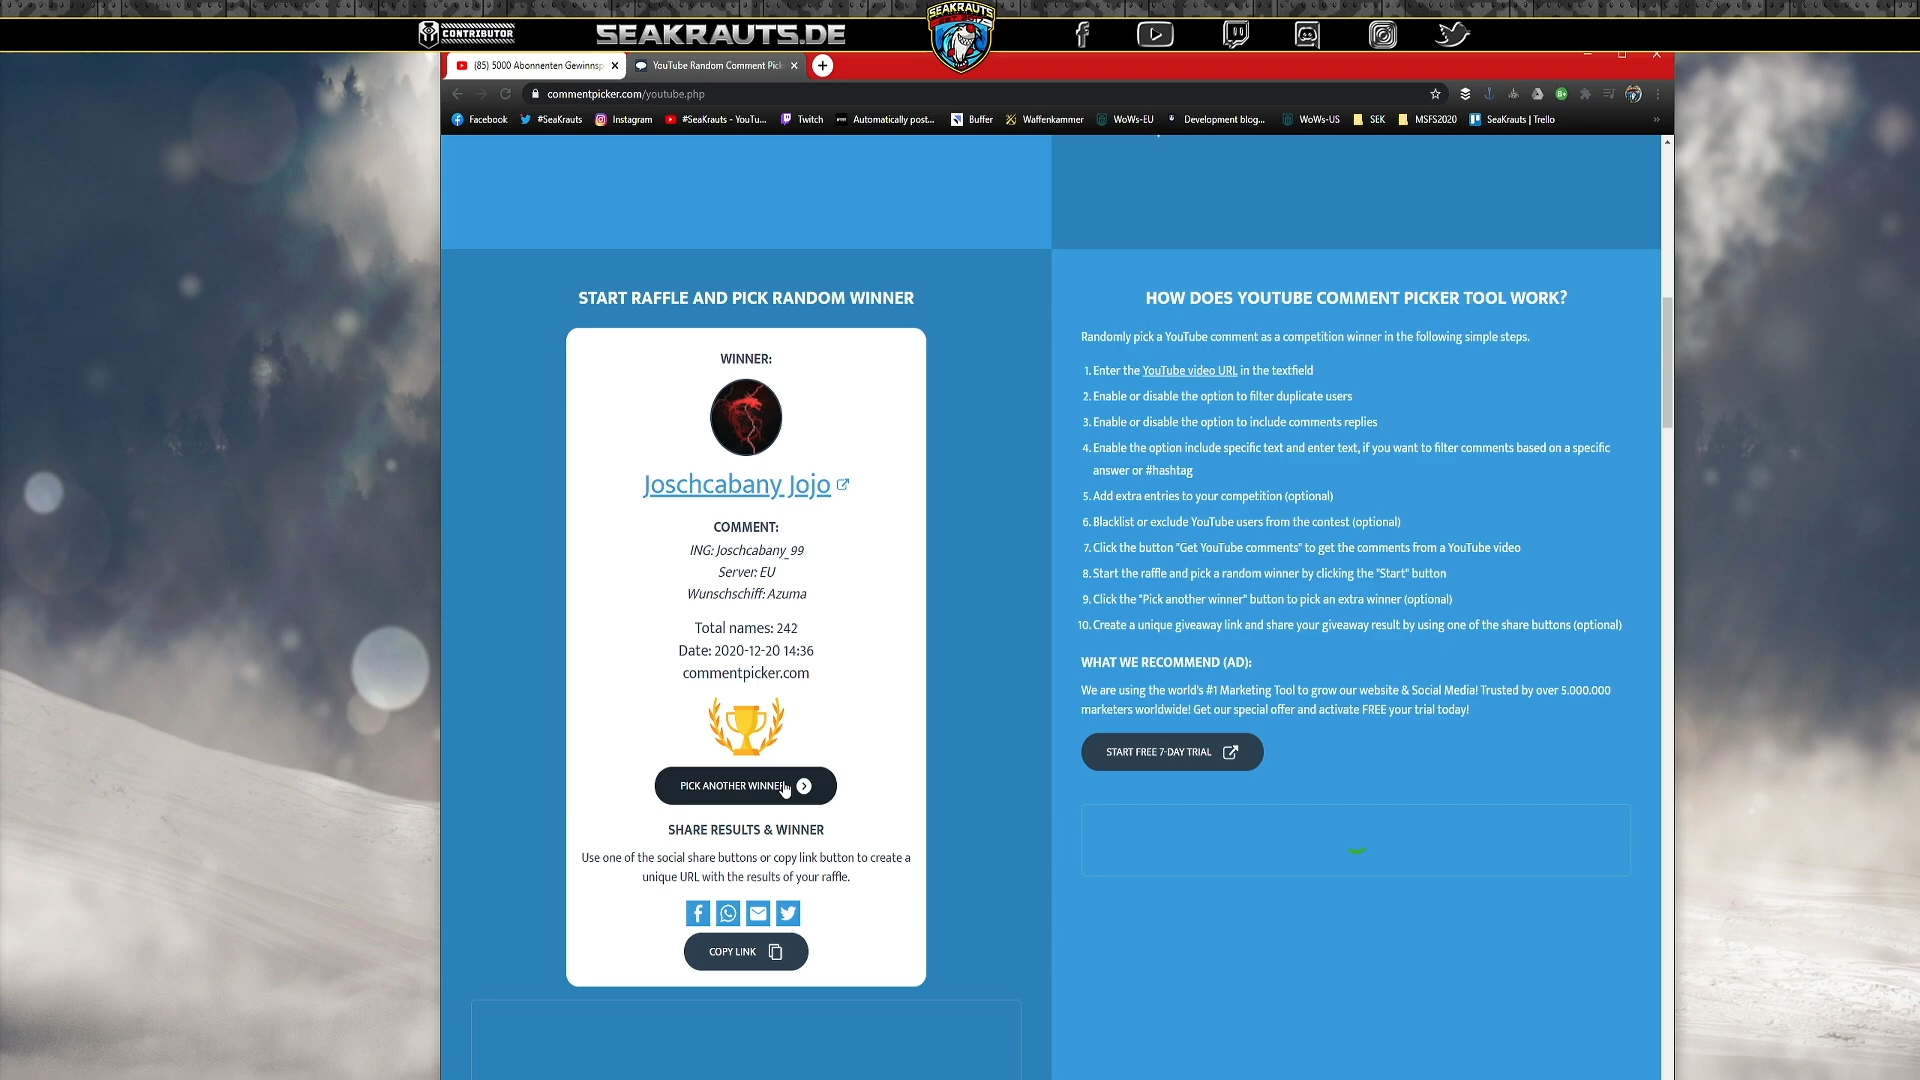 CONTRIBUTOR
SEAKRAUTS.DE
SEAKRAUTS
(85) 5000 Abonnenten Gewinnsp
YouTube Random Comment Pick
commentpicker.com/youtube.php
Facebook
#SeaKrauts
Instagram
#SeaKrauts - YouTu...
Twitch
Automatically post...
Buffer
Waffenkammer
WoWs-EU
Development blog...
WoWs-US
SEK
MSFS2020
SeaKrauts | Trello
»
START RAFFLE AND PICK RANDOM WINNER
WINNER:
Joschcabany Jojo
COMMENT:
ING: Joschcabany_99
Server: EU
Wunschschiff: Azuma
Total names: 242
Date: 2020-12-20 14:36
commentpicker.com
PICK ANOTHER WINNER
SHARE RESULTS & WINNER
Use one of the social share buttons or copy link button to create a
unique URL with the results of your raffle.
COPY LINK
HOW DOES YOUTUBE COMMENT PICKER TOOL WORK?
Randomly pick a YouTube comment as a competition winner in the following simple steps.
1. Enter the YouTube video URL in the textfield
2. Enable or disable the option to filter duplicate users
3. Enable or disable the option to include comments replies
4. Enable the option include specific text and enter text, if you want to filter comments based on a specific
answer or #hashtag
5. Add extra entries to your competition (optional)
6. Blacklist or exclude YouTube users from the contest (optional)
7. Click the button "Get YouTube comments" to get the comments from a YouTube video
8. Start the raffle and pick a random winner by clicking the "Start" button
9. Click the "Pick another winner" button to pick an extra winner (optional)
10. Create a unique giveaway link and share your giveaway result by using one of the share buttons (optional)
WHAT WE RECOMMEND (AD):
We are using the world's #1 Marketing Tool to grow our website & Social Media! Trusted by over 5.000.000
marketers worldwide! Get our special offer and activate FREE your trial today!
START FREE 7-DAY TRIAL